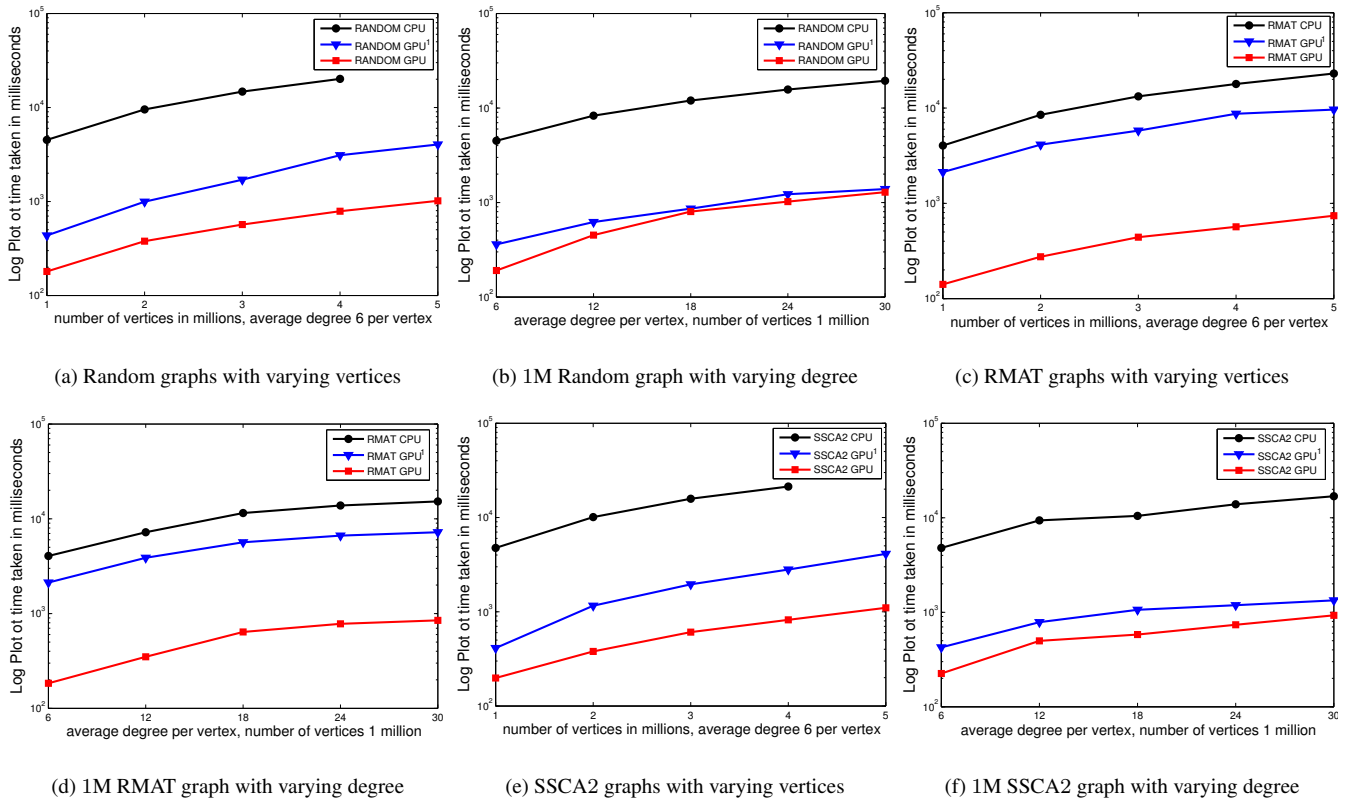 10^5
10^4
10^3
10^2
Log Plot ot time taken in milliseconds
RANDOM CPU
RANDOM GPU^1
RANDOM GPU
1 2 3 4 5
number of vertices in millions, average degree 6 per vertex
(a) Random graphs with varying vertices
10^5
10^4
10^3
10^2
Log Plot ot time taken in milliseconds
RANDOM CPU
RANDOM GPU^1
RANDOM GPU
6 12 18 24 30
average degree per vertex, number of vertices 1 million
(b) 1M Random graph with varying degree
10^5
10^4
10^3
10^2
Log Plot ot time taken in milliseconds
RMAT CPU
RMAT GPU^1
RMAT GPU
1 2 3 4 5
number of vertices in millions, average degree 6 per vertex
(c) RMAT graphs with varying vertices
10^5
10^4
10^3
10^2
Log Plot ot time taken in milliseconds
RMAT CPU
RMAT GPU^1
RMAT GPU
6 12 18 24 30
average degree per vertex, number of vertices 1 million
(d) 1M RMAT graph with varying degree
10^5
10^4
10^3
10^2
Log Plot ot time taken in milliseconds
SSCA2 CPU
SSCA2 GPU^1
SSCA2 GPU
1 2 3 4 5
number of vertices in millions, average degree 6 per vertex
(e) SSCA2 graphs with varying vertices
10^5
10^4
10^3
10^2
Log Plot ot time taken in milliseconds
SSCA2 CPU
SSCA2 GPU^1
SSCA2 GPU
6 12 18 24 30
average degree per vertex, number of vertices 1 million
(f) 1M SSCA2 graph with varying degree